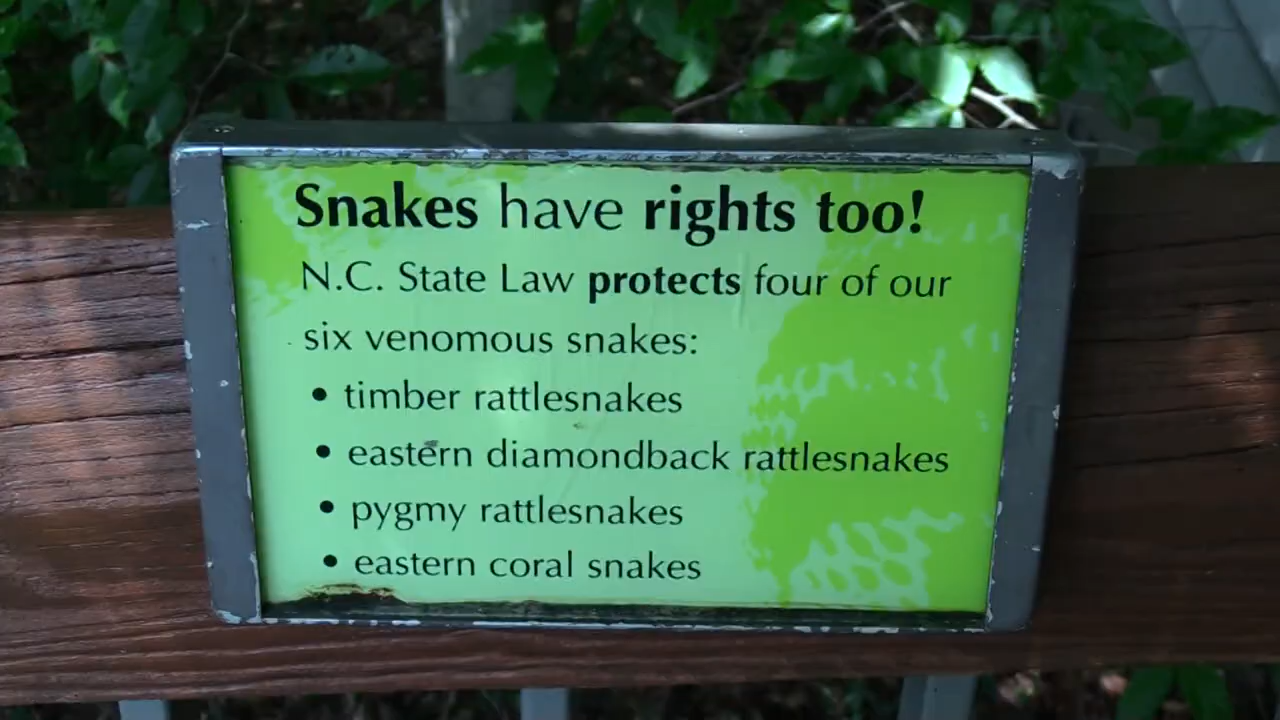 Snakes have rights too!
N.C. State Law protects four of our
six venomous snakes:
• timber rattlesnakes
• eastern diamondback rattlesnakes
• pygmy rattlesnakes
• eastern coral snakes